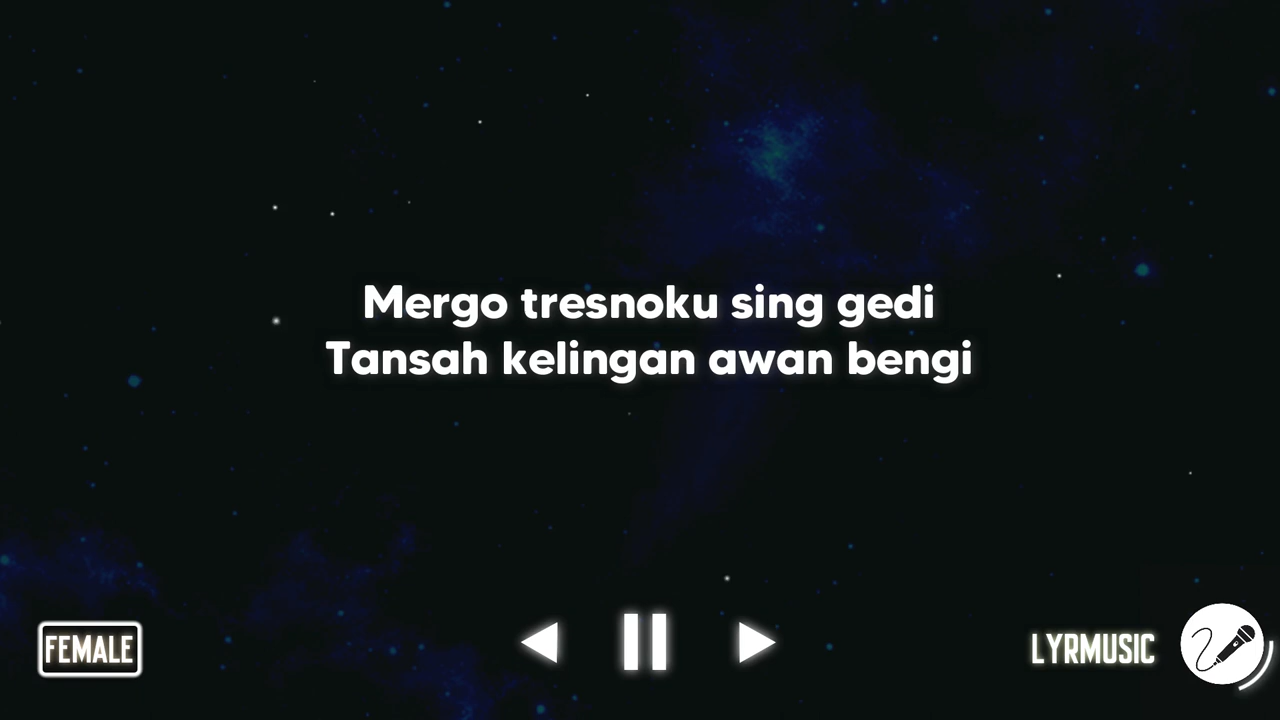 Mergo tresnoku sing gedi
Tansah kelingan awan bengi
FEMALE
LYRMUSIC